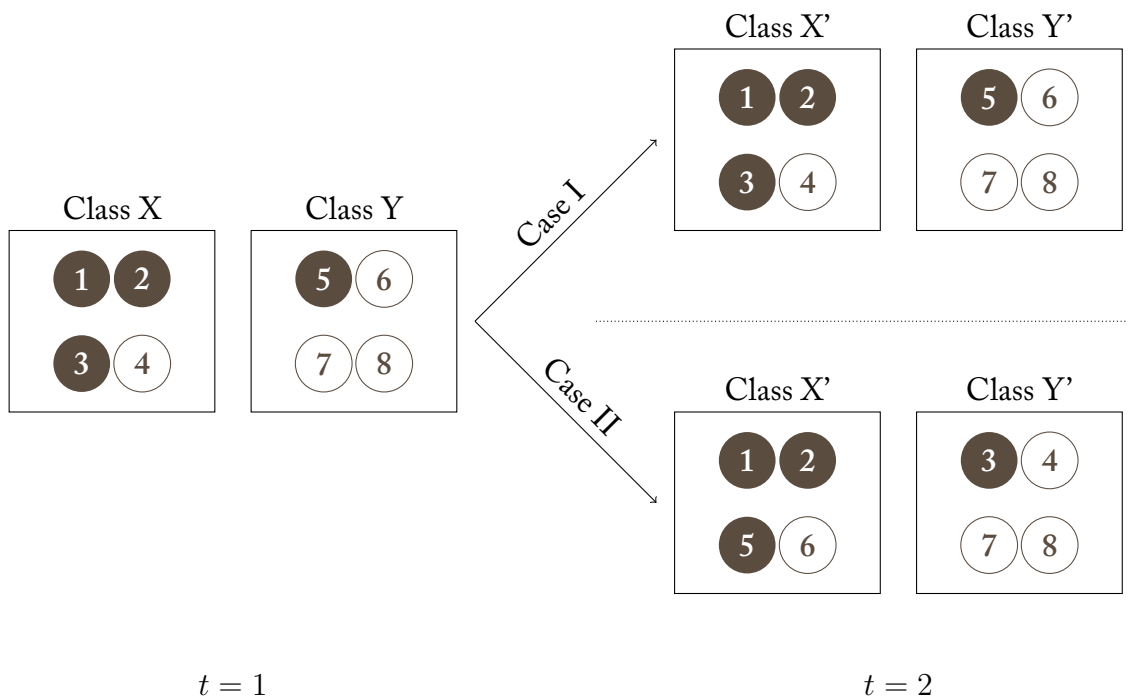 Class X
1 2
3 4
Class Y
5 6
7 8
Case I
Case II
Class X’
1 2
3 4
Class Y’
5 6
7 8
Class X’
1 2
5 6
Class Y’
3 4
7 8
t = 1
t = 2